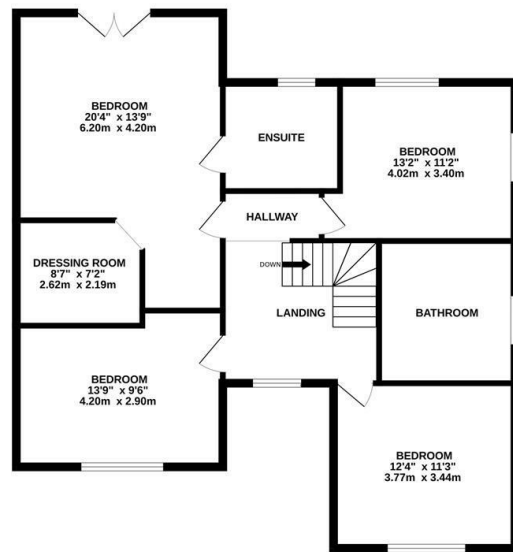 BEDROOM
20'4" x 13'9"
6.20m x 4.20m
ENSUITE
BEDROOM
13'2" x 11'2"
4.02m x 3.40m
HALLWAY
DRESSING ROOM
8'7" x 7'2"
2.62m x 2.19m
DOWN
LANDING
BATHROOM
BEDROOM
13'9" x 9'6"
4.20m x 2.90m
BEDROOM
12'4" x 11'3"
3.77m x 3.44m